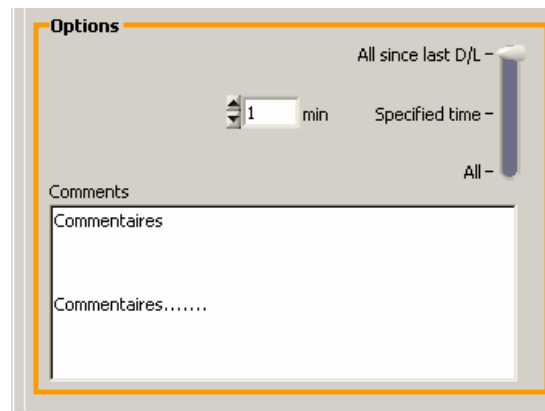 Options
All since last D/L -
1 min Specified time -
All -
Comments
Commentaires
Commentaires.......